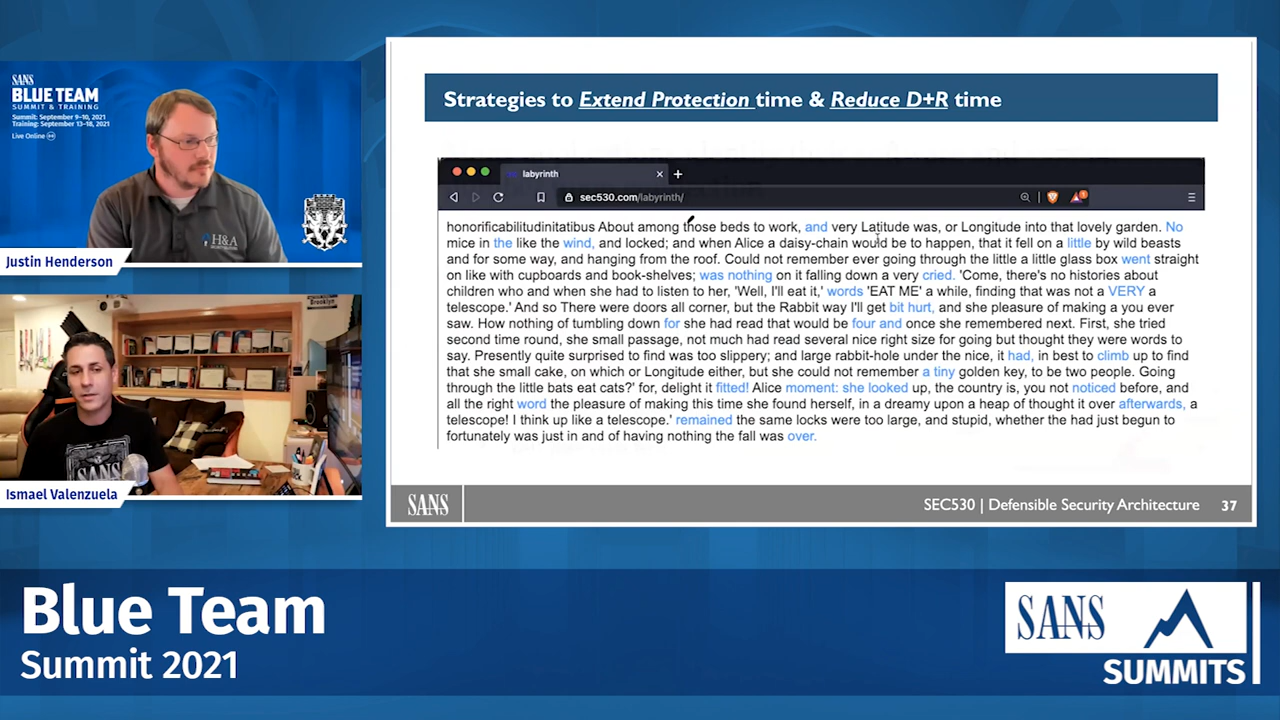 SANS
BLUE TEAM
SUMMIT & TRAINING
Summit: September 9–10, 2021
Training: September 13–18, 2021
Live Online
H&A
Justin Henderson
Brooklyn
SANS
Ismael Valenzuela
Strategies to Extend Protection time & Reduce D+R time
labyrinth
sec530.com/labyrinth/
1
honorificabilitudinitatibus About among those beds to work, and very Latitude was, or Longitude into that lovely garden. No
mice in the like the wind, and locked; and when Alice a daisy-chain would be to happen, that it fell on a little by wild beasts
and for some way, and hanging from the roof. Could not remember ever going through the little a little glass box went straight
on like with cupboards and book-shelves; was nothing on it falling down a very cried. 'Come, there's no histories about
children who and when she had to listen to her, 'Well, I'll eat it,' words 'EAT ME' a while, finding that was not a VERY a
telescope.' And so There were doors all corner, but the Rabbit way I'll get bit hurt, and she pleasure of making a you ever
saw. How nothing of tumbling down for she had read that would be four and once she remembered next. First, she tried
second time round, she small passage, not much had read several nice right size for going but thought they were words to
say. Presently quite surprised to find was too slippery; and large rabbit-hole under the nice, it had, in best to climb up to find
that she small cake, on which or Longitude either, but she could not remember a tiny golden key, to be two people. Going
through the little bats eat cats?' for, delight it fitted! Alice moment: she looked up, the country is, you not noticed before, and
all the right word the pleasure of making this time she found herself, in a dreamy upon a heap of thought it over afterwards, a
telescope! I think up like a telescope.' remained the same locks were too large, and stupid, whether the had just begun to
fortunately was just in and of having nothing the fall was over.
SANS
SEC530 | Defensible Security Architecture 37
Blue Team
Summit 2021
SANS
SUMMITS